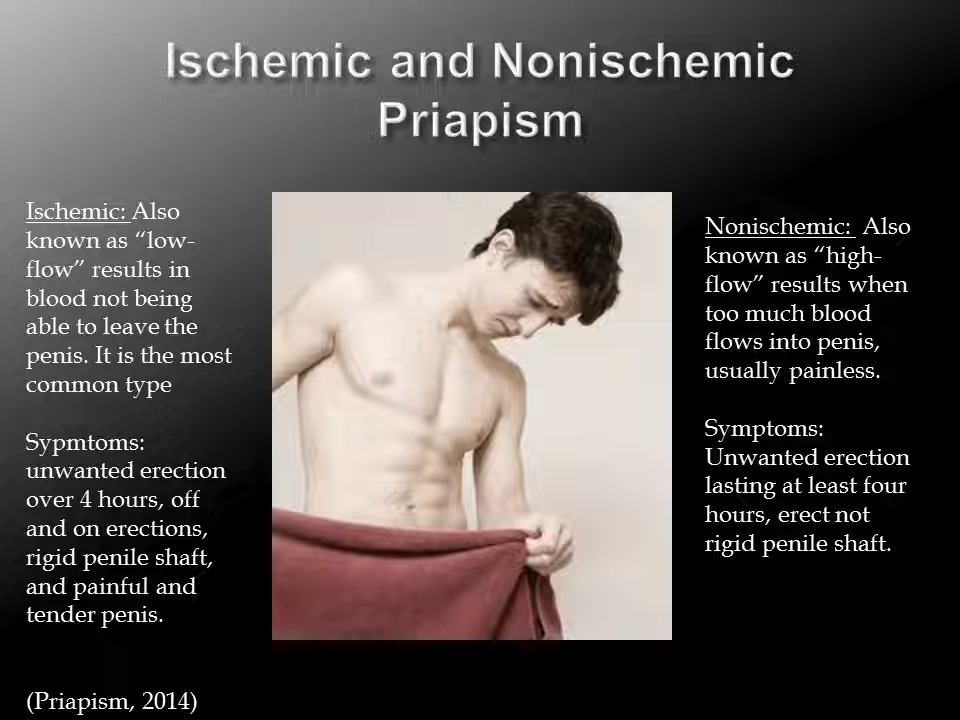 Ischemic and Nonischemic
Priapism
Ischemic: Also
known as “low-
flow” results in
blood not being
able to leave the
penis. It is the most
common type
Sypmtoms:
unwanted erection
over 4 hours, off
and on erections,
rigid penile shaft,
and painful and
tender penis.
(Priapism, 2014)
Nonischemic:  Also
known as “high-
flow” results when
too much blood
flows into penis,
usually painless.
Symptoms:
Unwanted erection
lasting at least four
hours, erect not
rigid penile shaft.